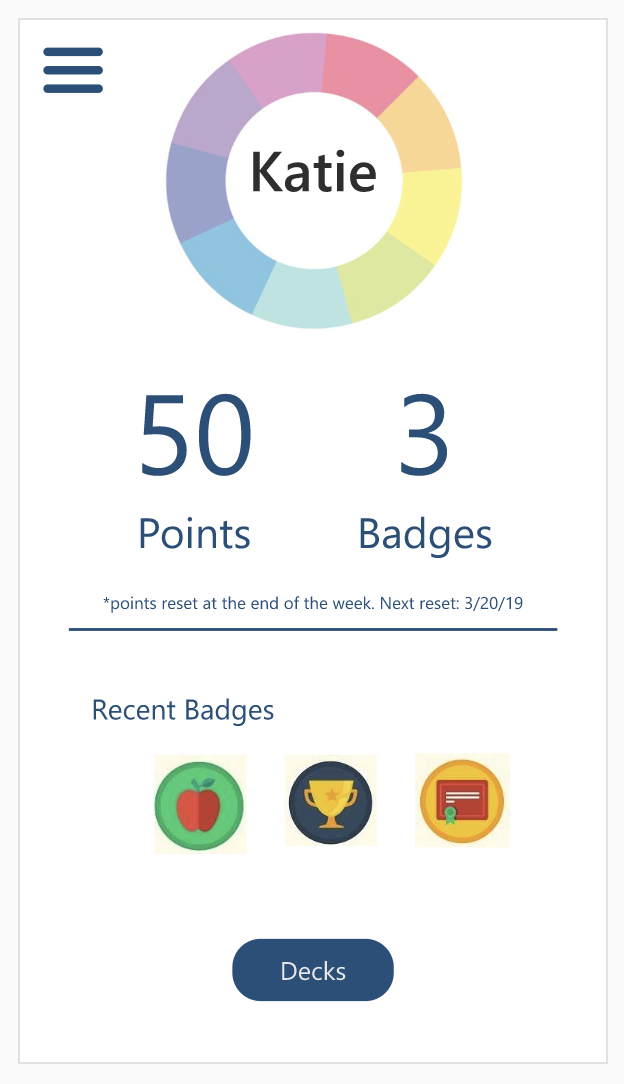 Katie
50
3
Points
Badges
*points reset at the end of the week. Next reset: 3/20/19
Recent Badges
Decks